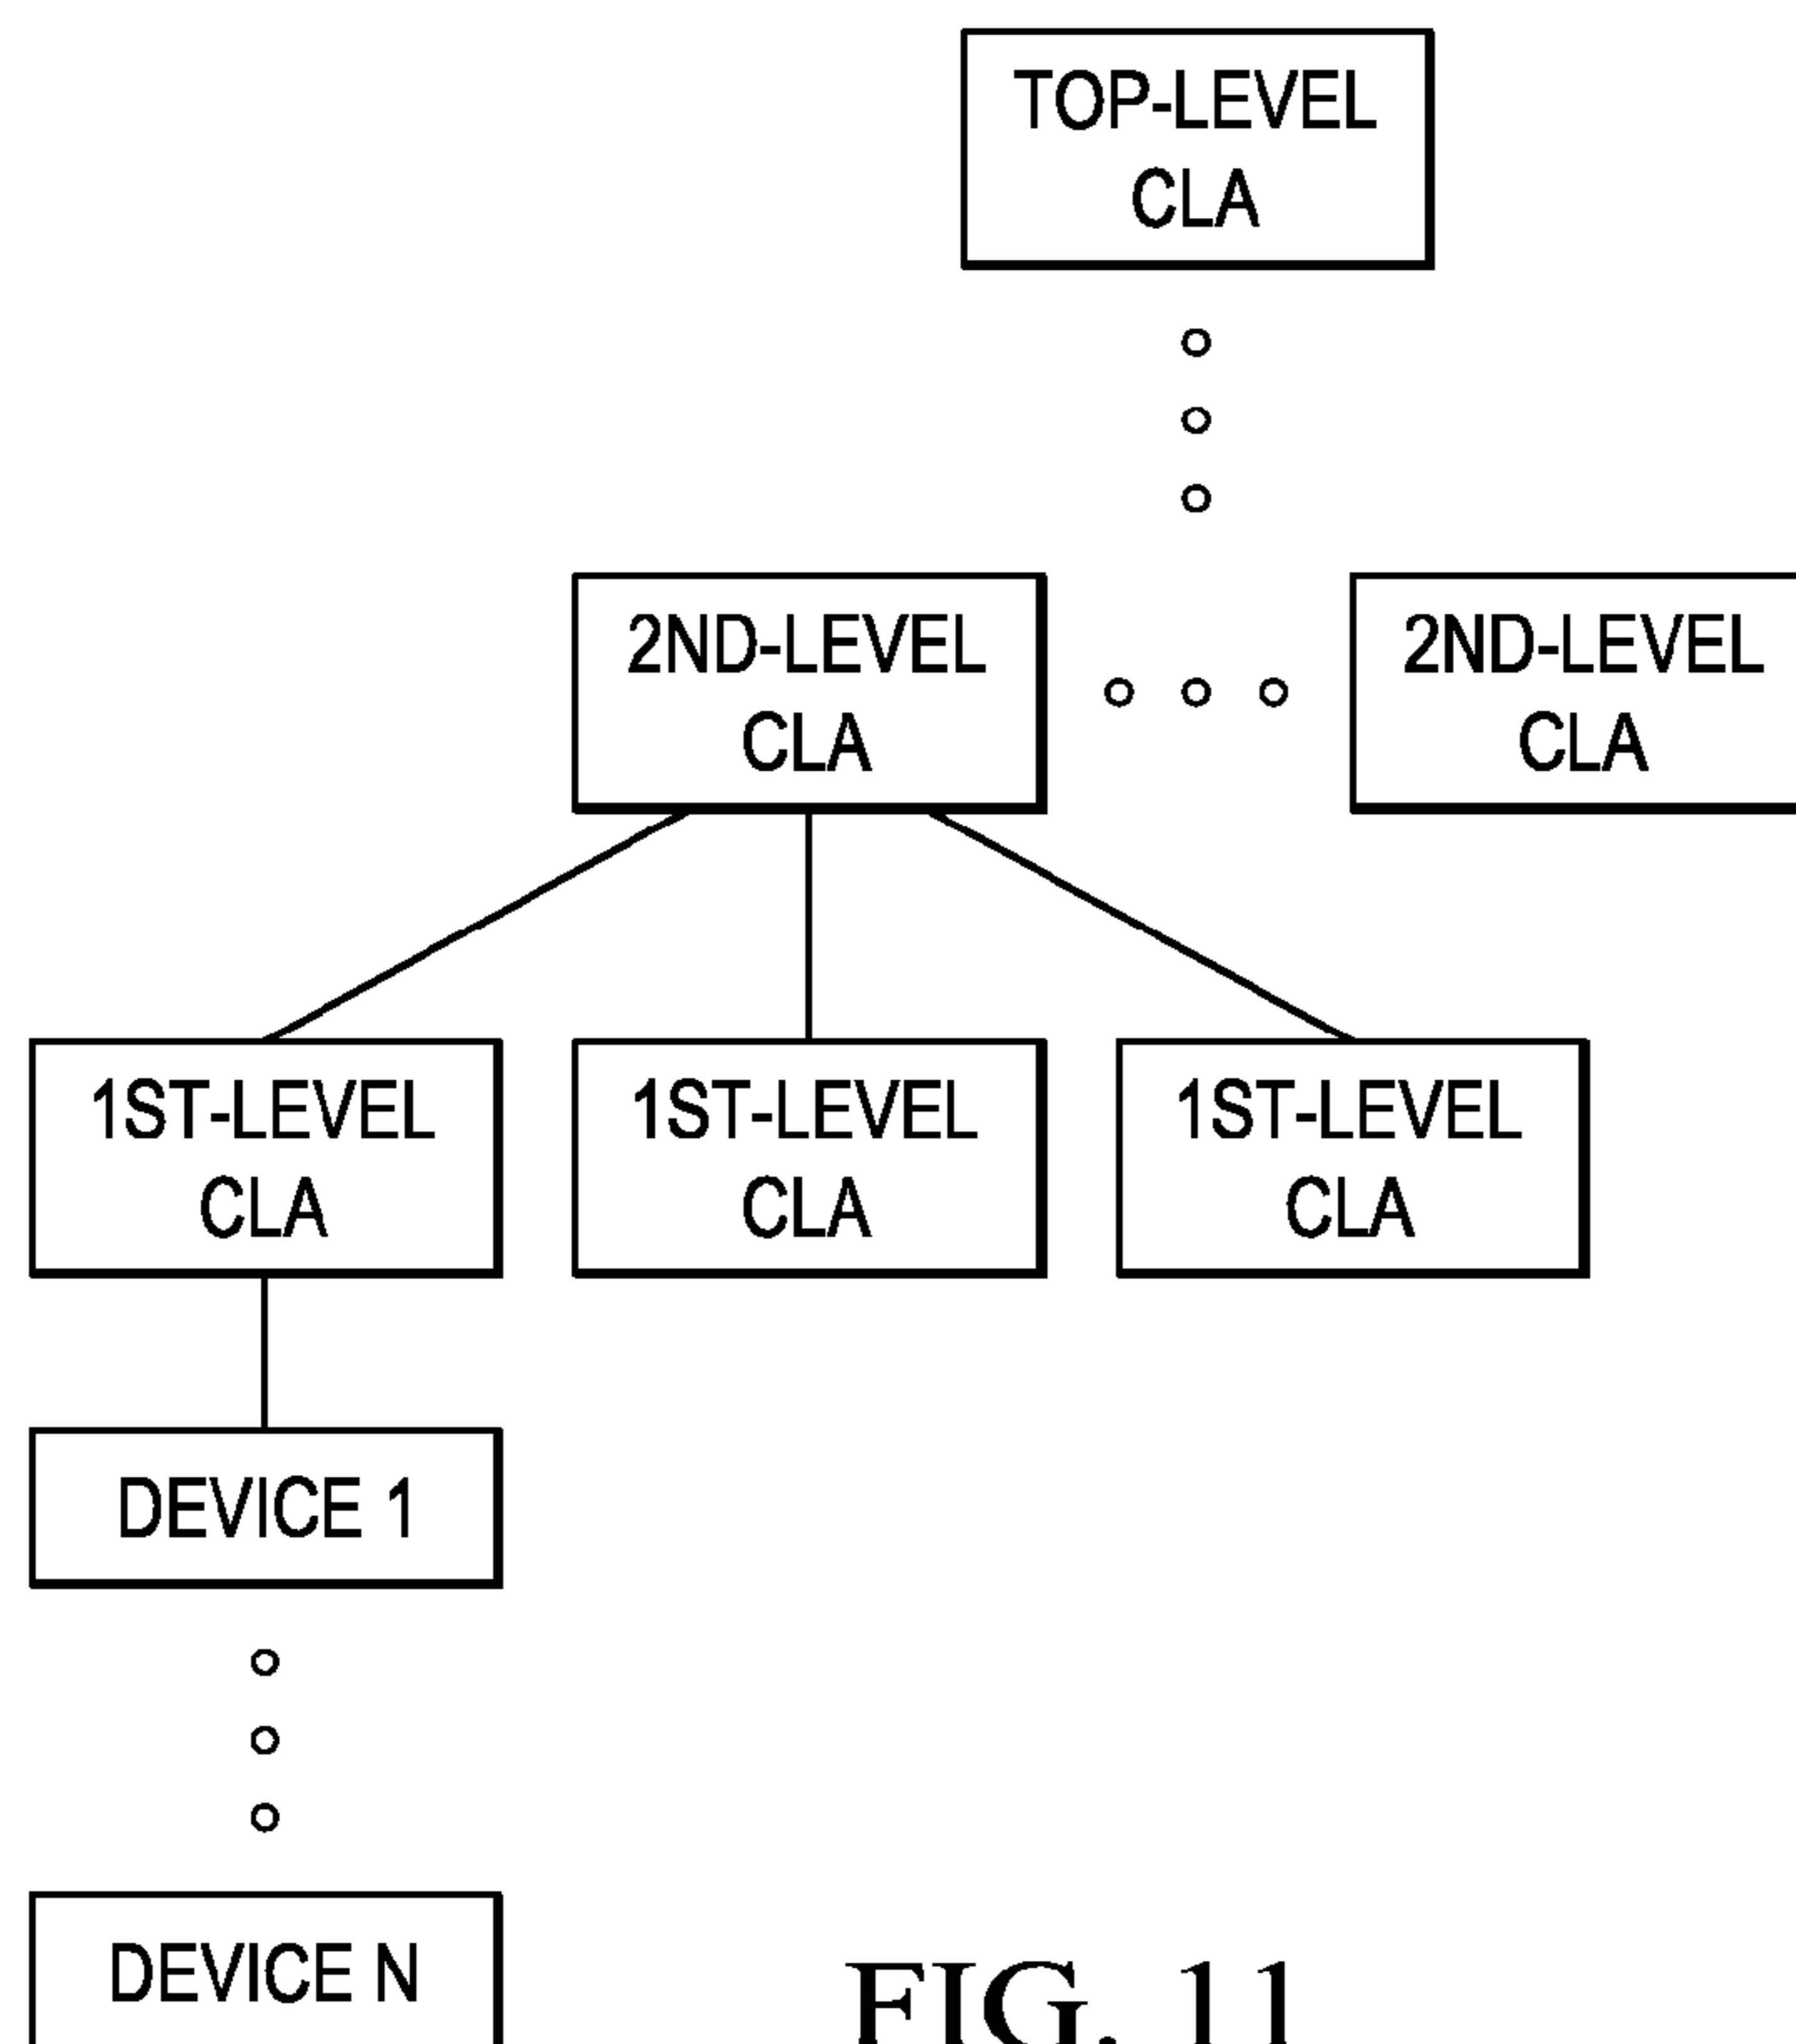 TOP-LEVEL
CLA
2ND-LEVEL
CLA
2ND-LEVEL
CLA
1ST-LEVEL
CLA
1ST-LEVEL
CLA
1ST-LEVEL
CLA
DEVICE 1
DEVICE N
FIG. 11